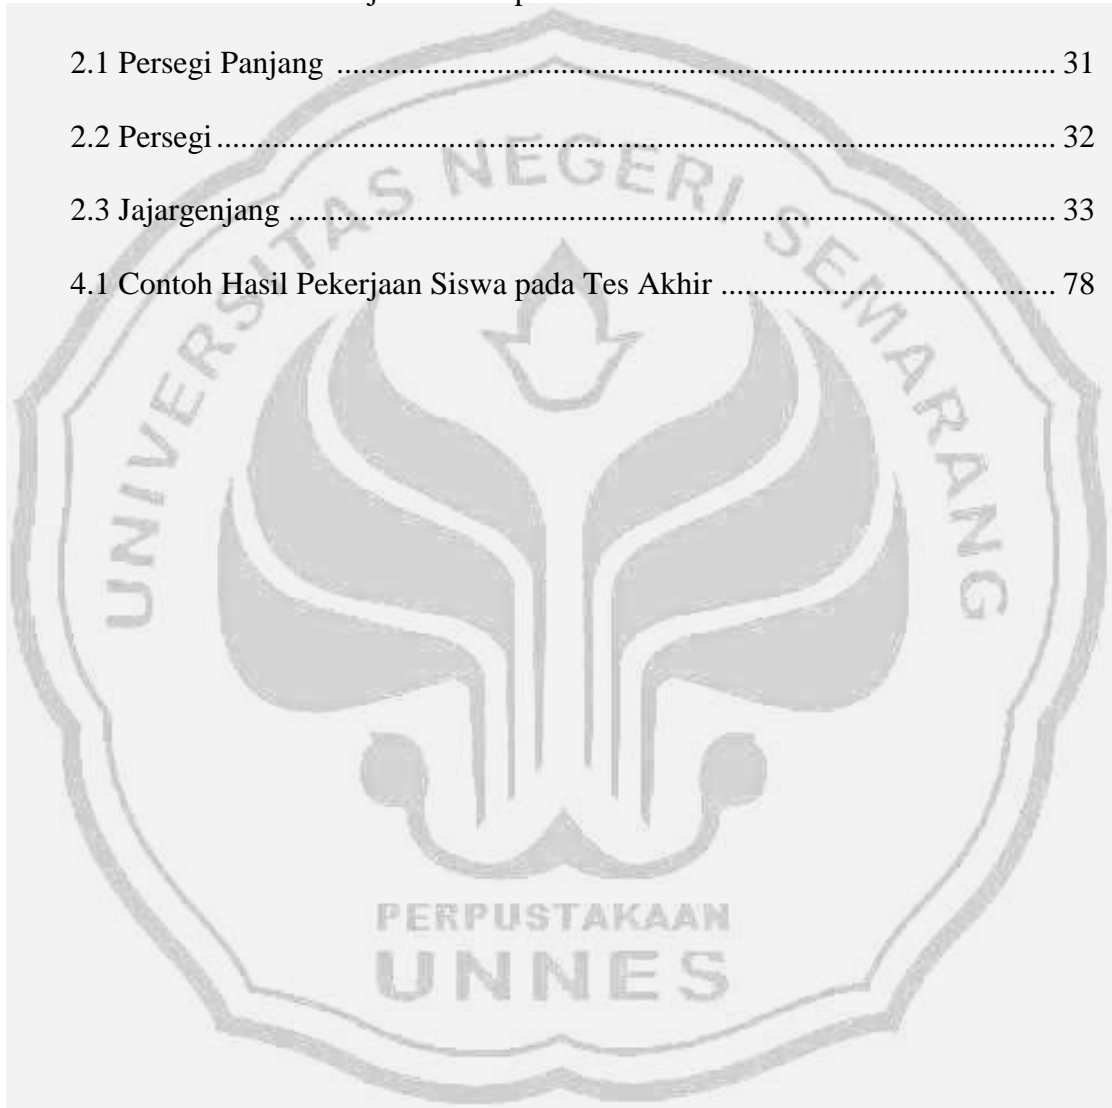 2.1 Persegi Panjang ........................................................................................... 31
2.2 Persegi .......................................................................................................... 32
2.3 Jajargenjang ................................................................................................. 33
4.1 Contoh Hasil Pekerjaan Siswa pada Tes Akhir .......................................... 78
UNIVERSITAS NEGERI SEMARANG
PERPUSTAKAAN
UNNES